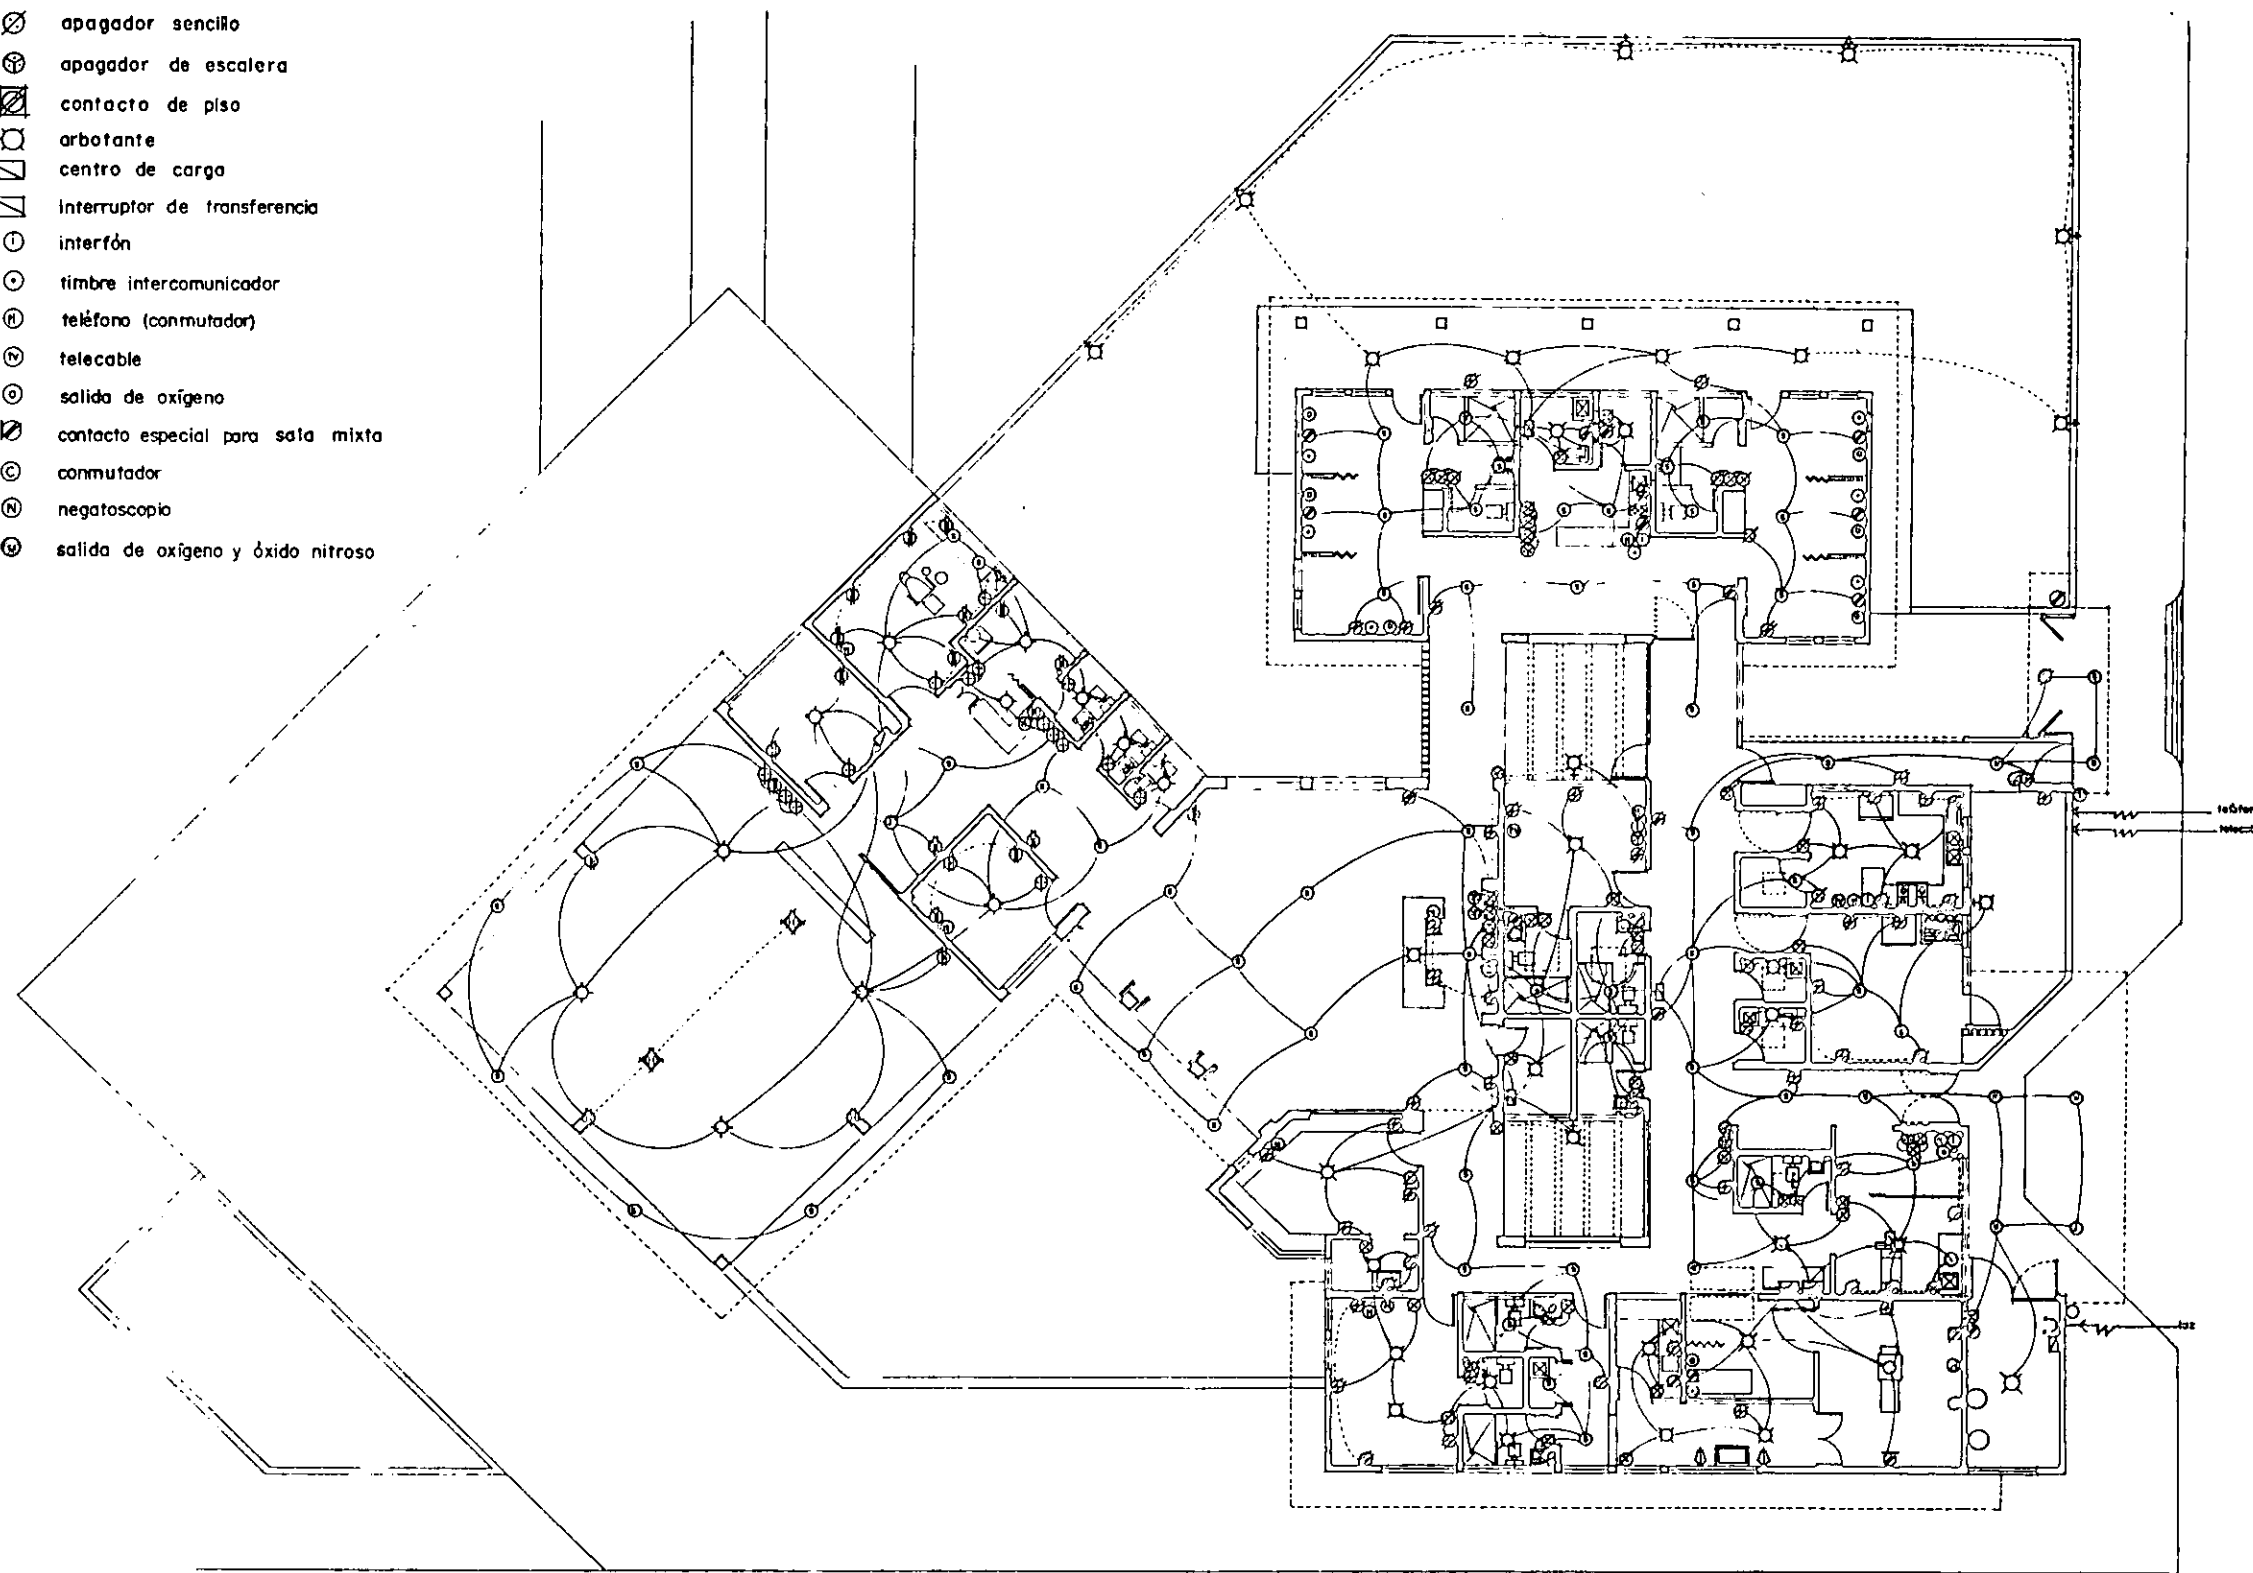 apagador sencillo
apagador de escalera
contacto de piso
arbotante
centro de carga
interruptor de transferencia
interfón
timbre intercomunicador
teléfono (conmutador)
telecable
salida de oxígeno
contacto especial para sala mixta
conmutador
negatoscopio
salida de oxígeno y óxido nitroso
luz